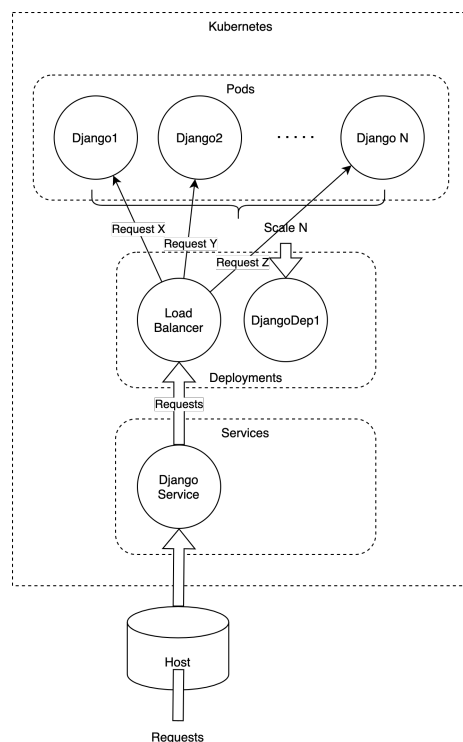 Kubernetes
Pods
Django1
Django2
.....
Django N
Scale N
Request X
Request Y
Request Z
Load
Balancer
DjangoDep1
Deployments
Requests
Services
Django
Service
Host
Requests